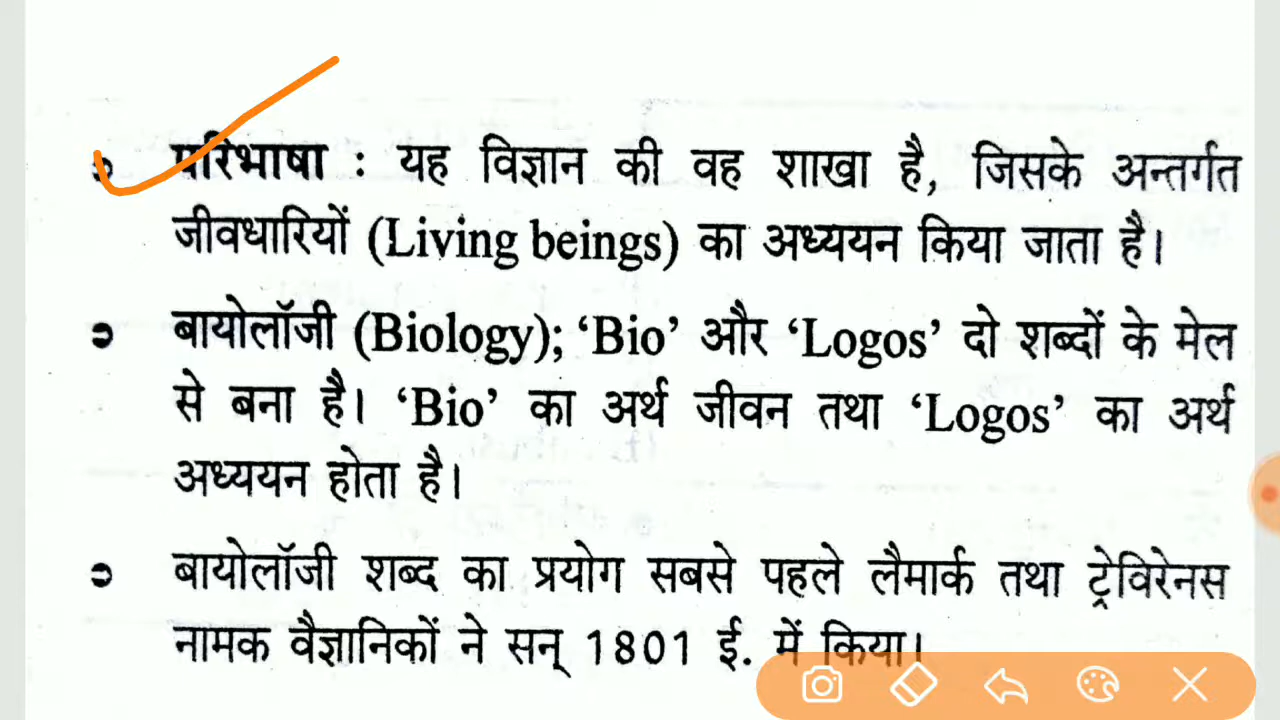 परिभाषा : यह विज्ञान की वह शाखा है, जिसके अन्तर्गत
जीवधारियों (Living beings) का अध्ययन किया जाता है।
बायोलॉजी (Biology); ‘Bio’ और ‘Logos’ दो शब्दों के मेल
से बना है। ‘Bio’ का अर्थ जीवन तथा ‘Logos’ का अर्थ
अध्ययन होता है।
बायोलॉजी शब्द का प्रयोग सबसे पहले लैमार्क तथा ट्रेविरेनस
नामक वैज्ञानिकों ने सन् 1801 ई. में किया।